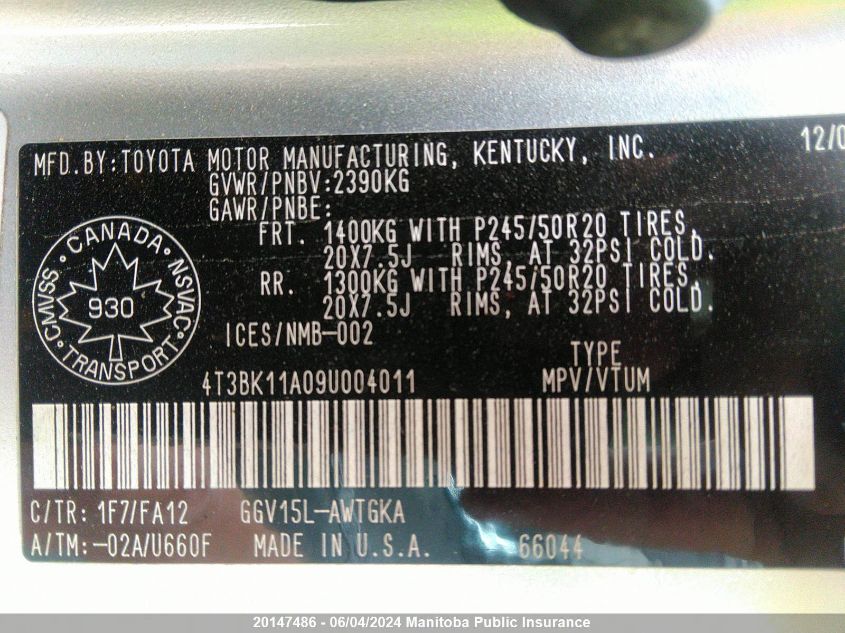 MFD.BY:TOYOTA MOTOR MANUFACTURING, KENTUCKY, INC. 12/0
GVWR/PNBV:2390KG
GAWR/PNBE:
FRT. 1400KG WITH P245/50R20 TIRES,
20X7.5J RIMS, AT 32PSI COLD.
RR. 1300KG WITH P245/50R20 TIRES,
20X7.5J RIMS, AT 32PSI COLD.
CANADA
CMVSS 930 NSVAC
TRANSPORT
ICES/NMB-002
TYPE
4T3BK11A09U004011 MPV/VTUM
C/TR: 1F7/FA12 GGV15L-AWTGKA
A/TM:-02A/U660F MADE IN U.S.A. 66044
20147486 - 06/04/2024 Manitoba Public Insurance